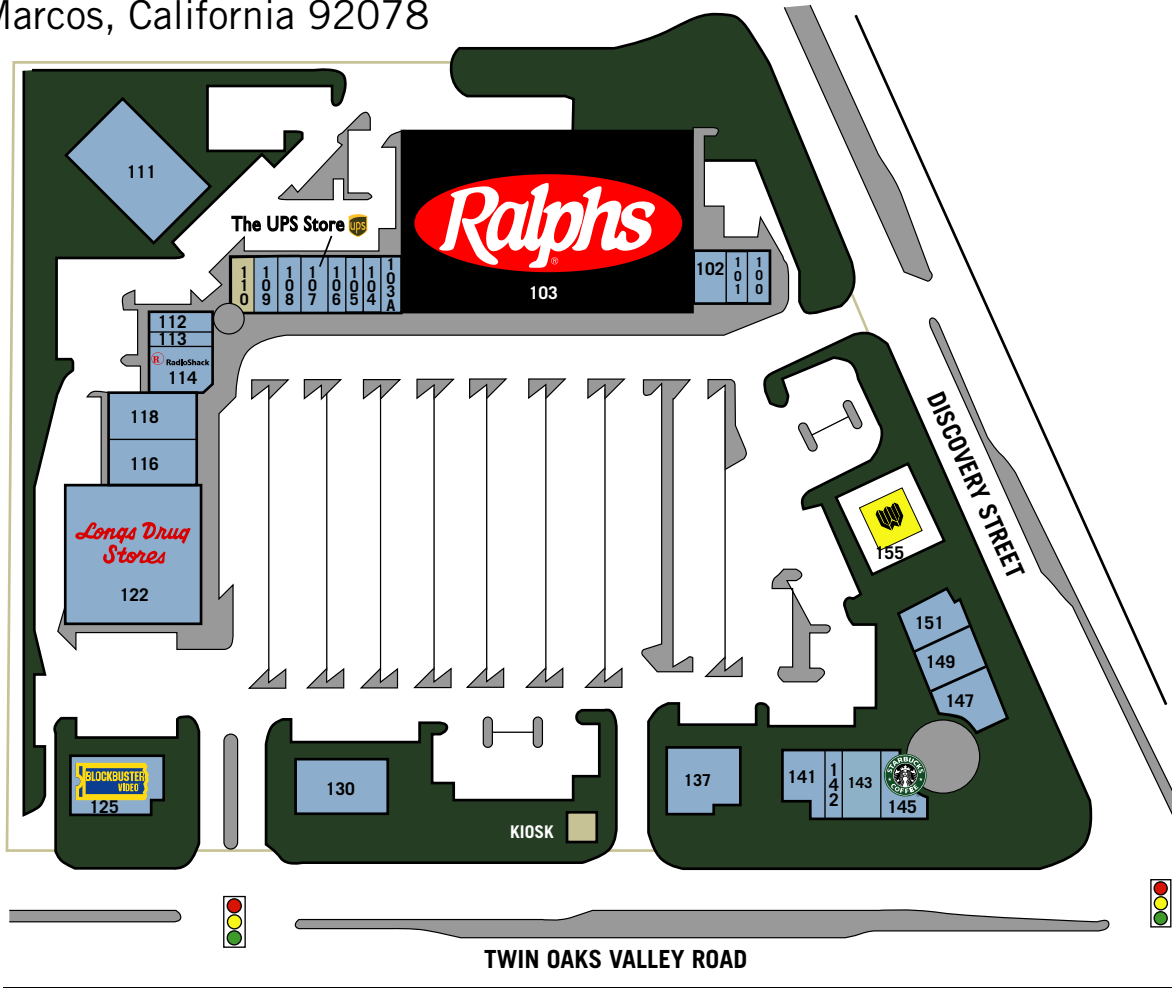 Marcos, California 92078
111
The UPS Store ups
Ralphs
®
103
110
109
108
107
106
105
104
103A
102
101
100
112
113
R RadioShack
114
118
116
Longs Drug
Stores
122
DISCOVERY STREET
155
151
149
147
BLOCKBUSTER
VIDEO
125
130
KIOSK
137
141
142
143
STARBUCKS
COFFEE
145
TWIN OAKS VALLEY ROAD